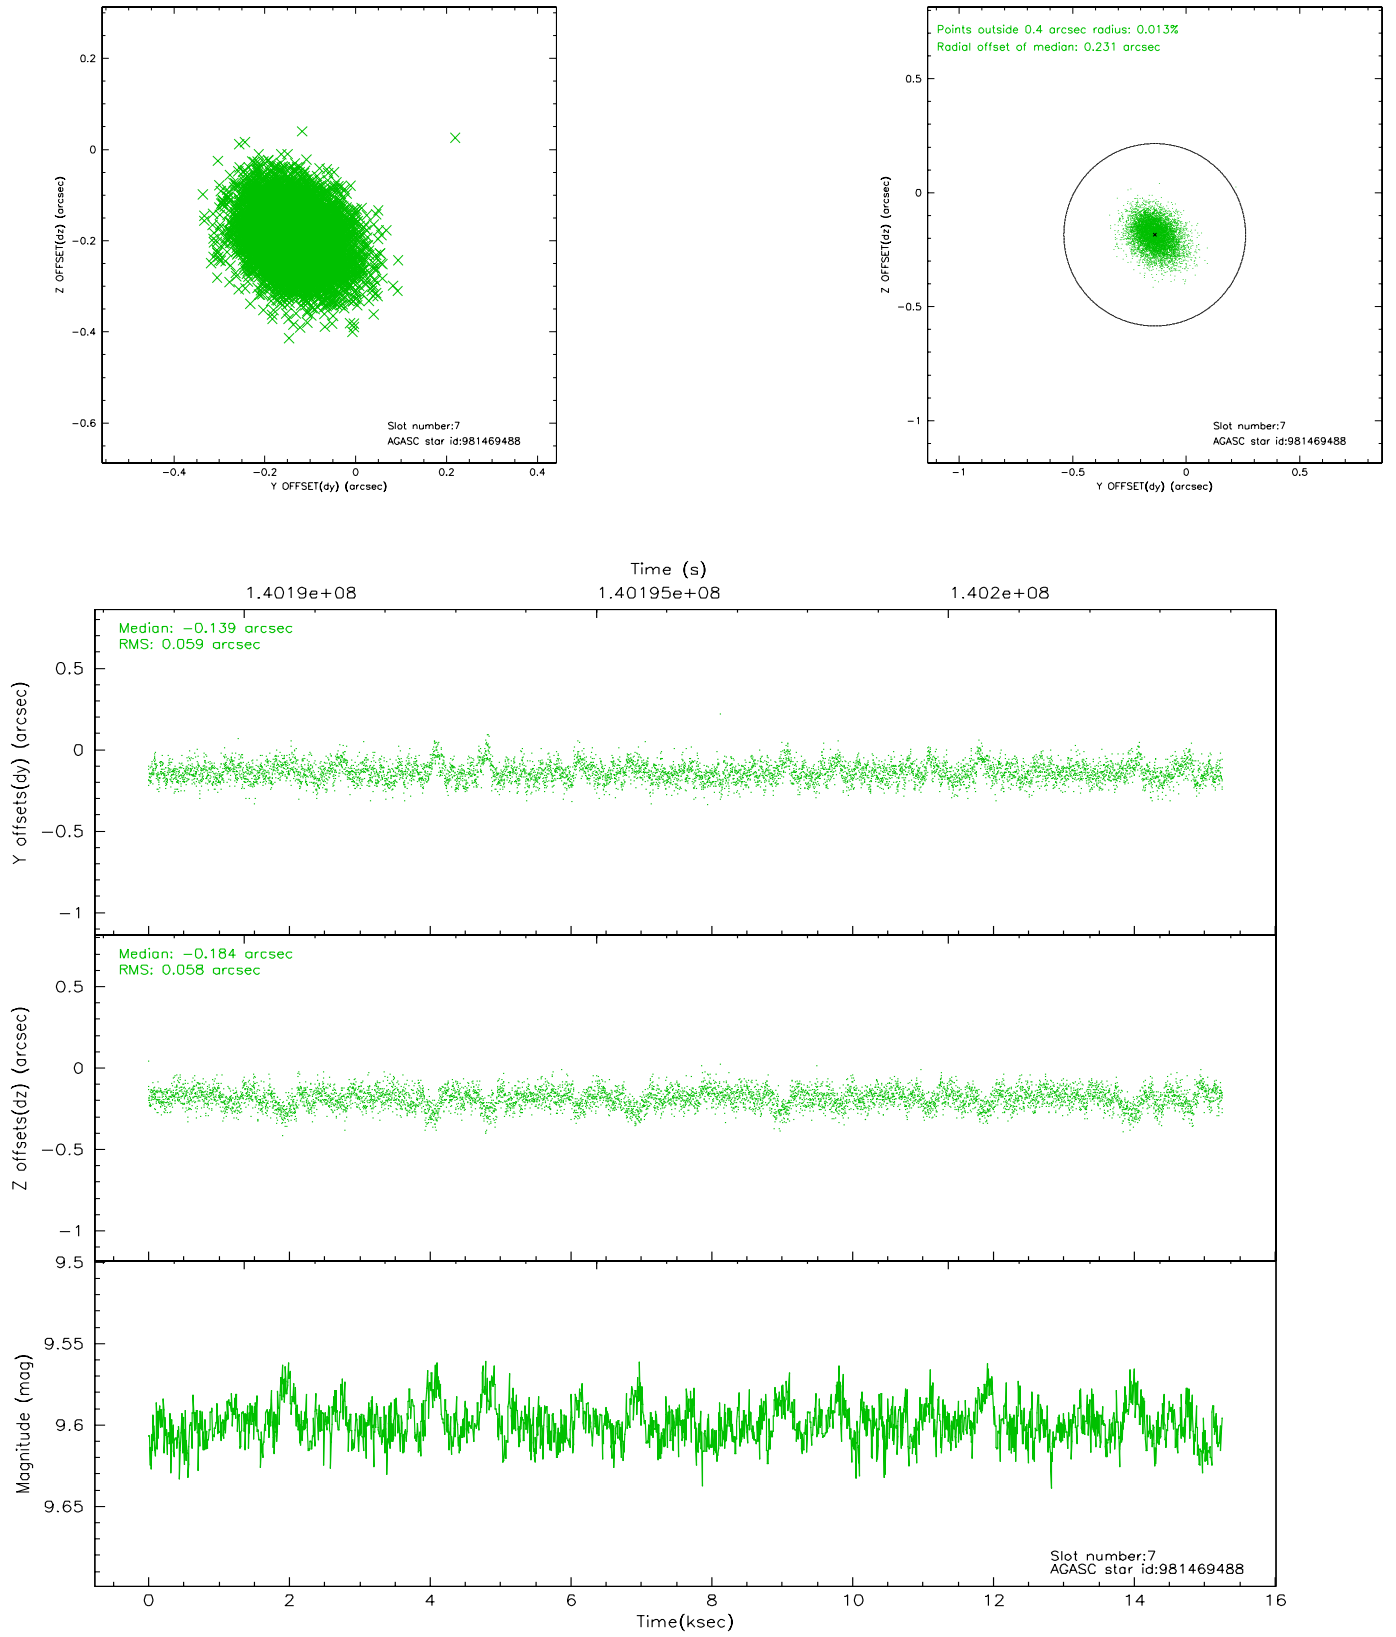 0.2
0
-0.2
-0.4
-0.6
Z OFFSET(dz) (arcsec)
-0.4
-0.2
0
0.2
0.4
Y OFFSET(dy) (arcsec)
Slot number:7
AGASC star id:981469488
Points outside 0.4 arcsec radius: 0.013%
Radial offset of median: 0.231 arcsec
0.5
0
-0.5
-1
Z OFFSET(dz) (arcsec)
-1
-0.5
0
0.5
Y OFFSET(dy) (arcsec)
Slot number:7
AGASC star id:981469488
Time (s)
1.4019e+08
1.40195e+08
1.402e+08
Median: -0.139 arcsec
RMS: 0.059 arcsec
0.5
0
-0.5
-1
Y offsets(dy) (arcsec)
Median: -0.184 arcsec
RMS: 0.058 arcsec
0.5
0
-0.5
-1
Z offsets(dz) (arcsec)
9.5
9.55
9.6
9.65
Magnitude (mag)
Slot number:7
AGASC star id:981469488
0
2
4
6
8
10
12
14
16
Time(ksec)